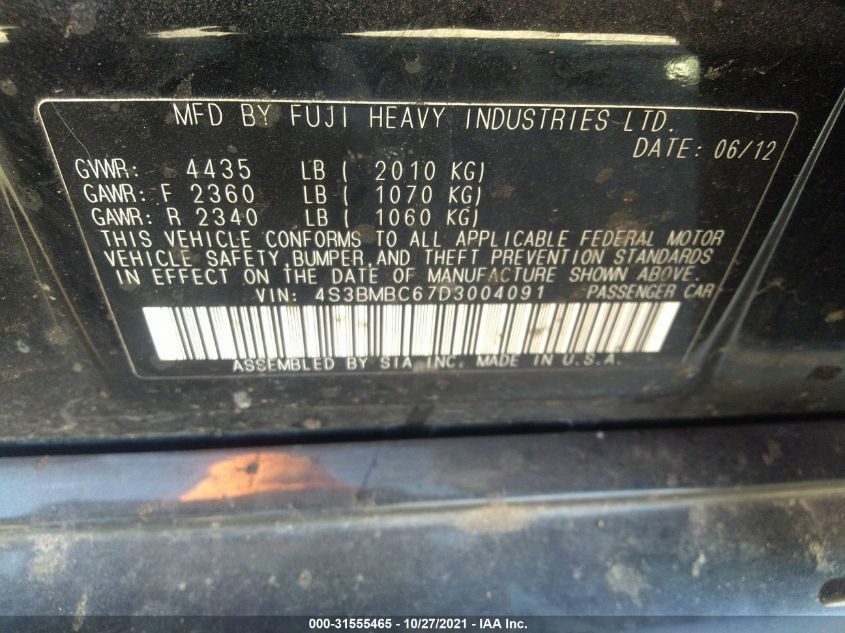 MFD BY FUJI HEAVY INDUSTRIES LTD.
DATE: 06/12
GVWR: 4435 LB ( 2010 KG)
GAWR: F 2360 LB ( 1070 KG)
GAWR: R 2340 LB ( 1060 KG)
THIS VEHICLE CONFORMS TO ALL APPLICABLE FEDERAL MOTOR
VEHICLE SAFETY, BUMPER, AND THEFT PREVENTION STANDARDS
IN EFFECT ON THE DATE OF MANUFACTURE SHOWN ABOVE.
VIN: 4S3BMBC67D3004091 PASSENGER CAR
ASSEMBLED BY SIA INC. MADE IN U.S.A.
000-31555465 - 10/27/2021 - IAA Inc.